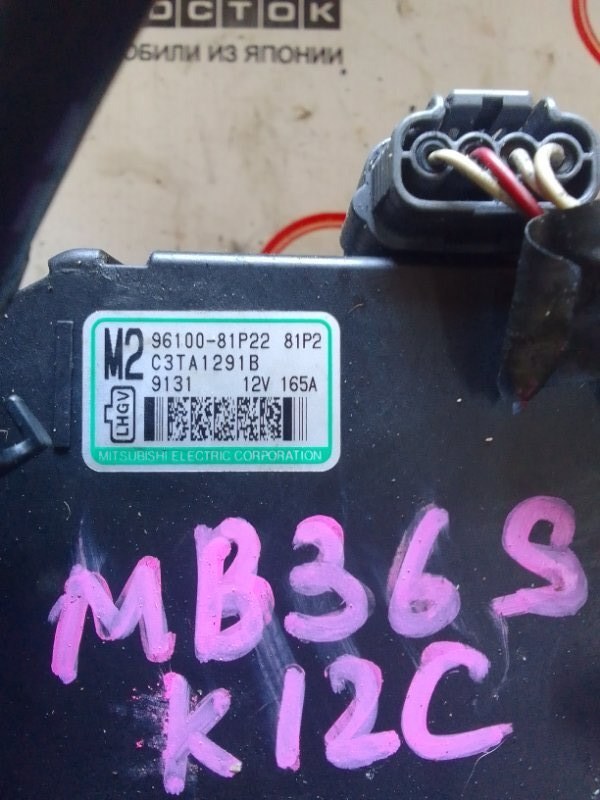 ОСТОК
ОБИЛИ ИЗ ЯПОНИИ
M2 96100-81P22 81P2
C3TA1291B
9131 12V 165A
LHGV
MITSUBISHI ELECTRIC CORPORATION
MB36S
K12C